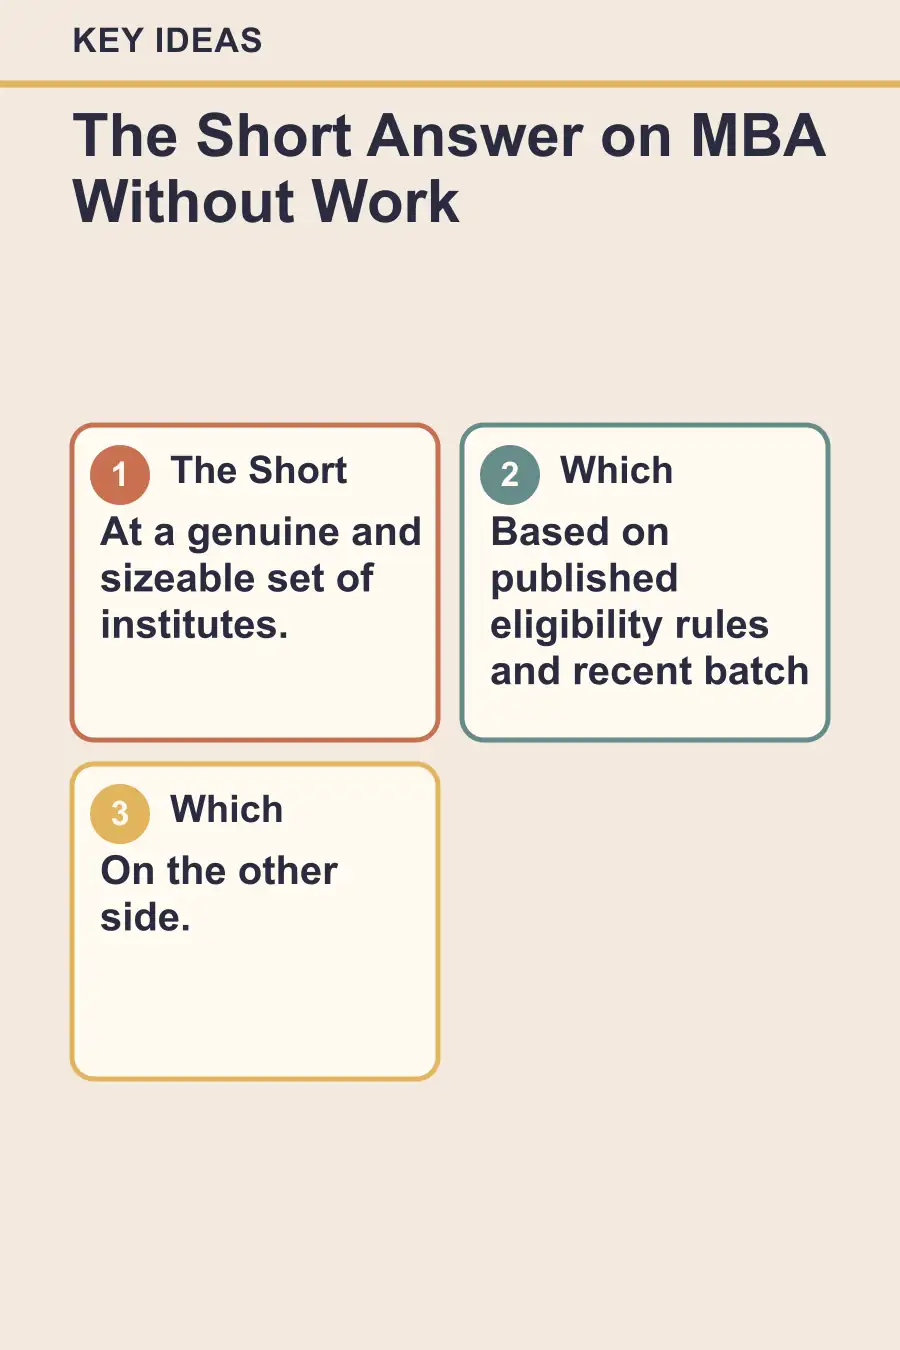 KEY IDEAS
The Short Answer on MBA
Without Work
1 The Short
At a genuine and
sizeable set of
institutes.
2 Which
Based on
published
eligibility rules
and recent batch
3 Which
On the other
side.